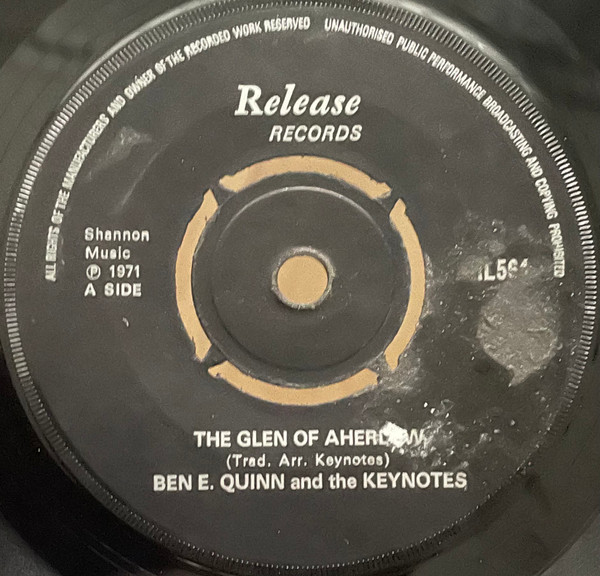 ALL RIGHTS OF THE MANUFACTURERS AND OWNER OF THE RECORDED WORK RESERVED UNAUTHORISED PUBLIC PERFORMANCE BROADCASTING AND COPYING PROHIBITED
Release
RECORDS
Shannon
Music
℗ 1971
A SIDE
THE GLEN OF
(Trad. Arr. Keynotes)
BEN E. QUINN and the KEYNOTES